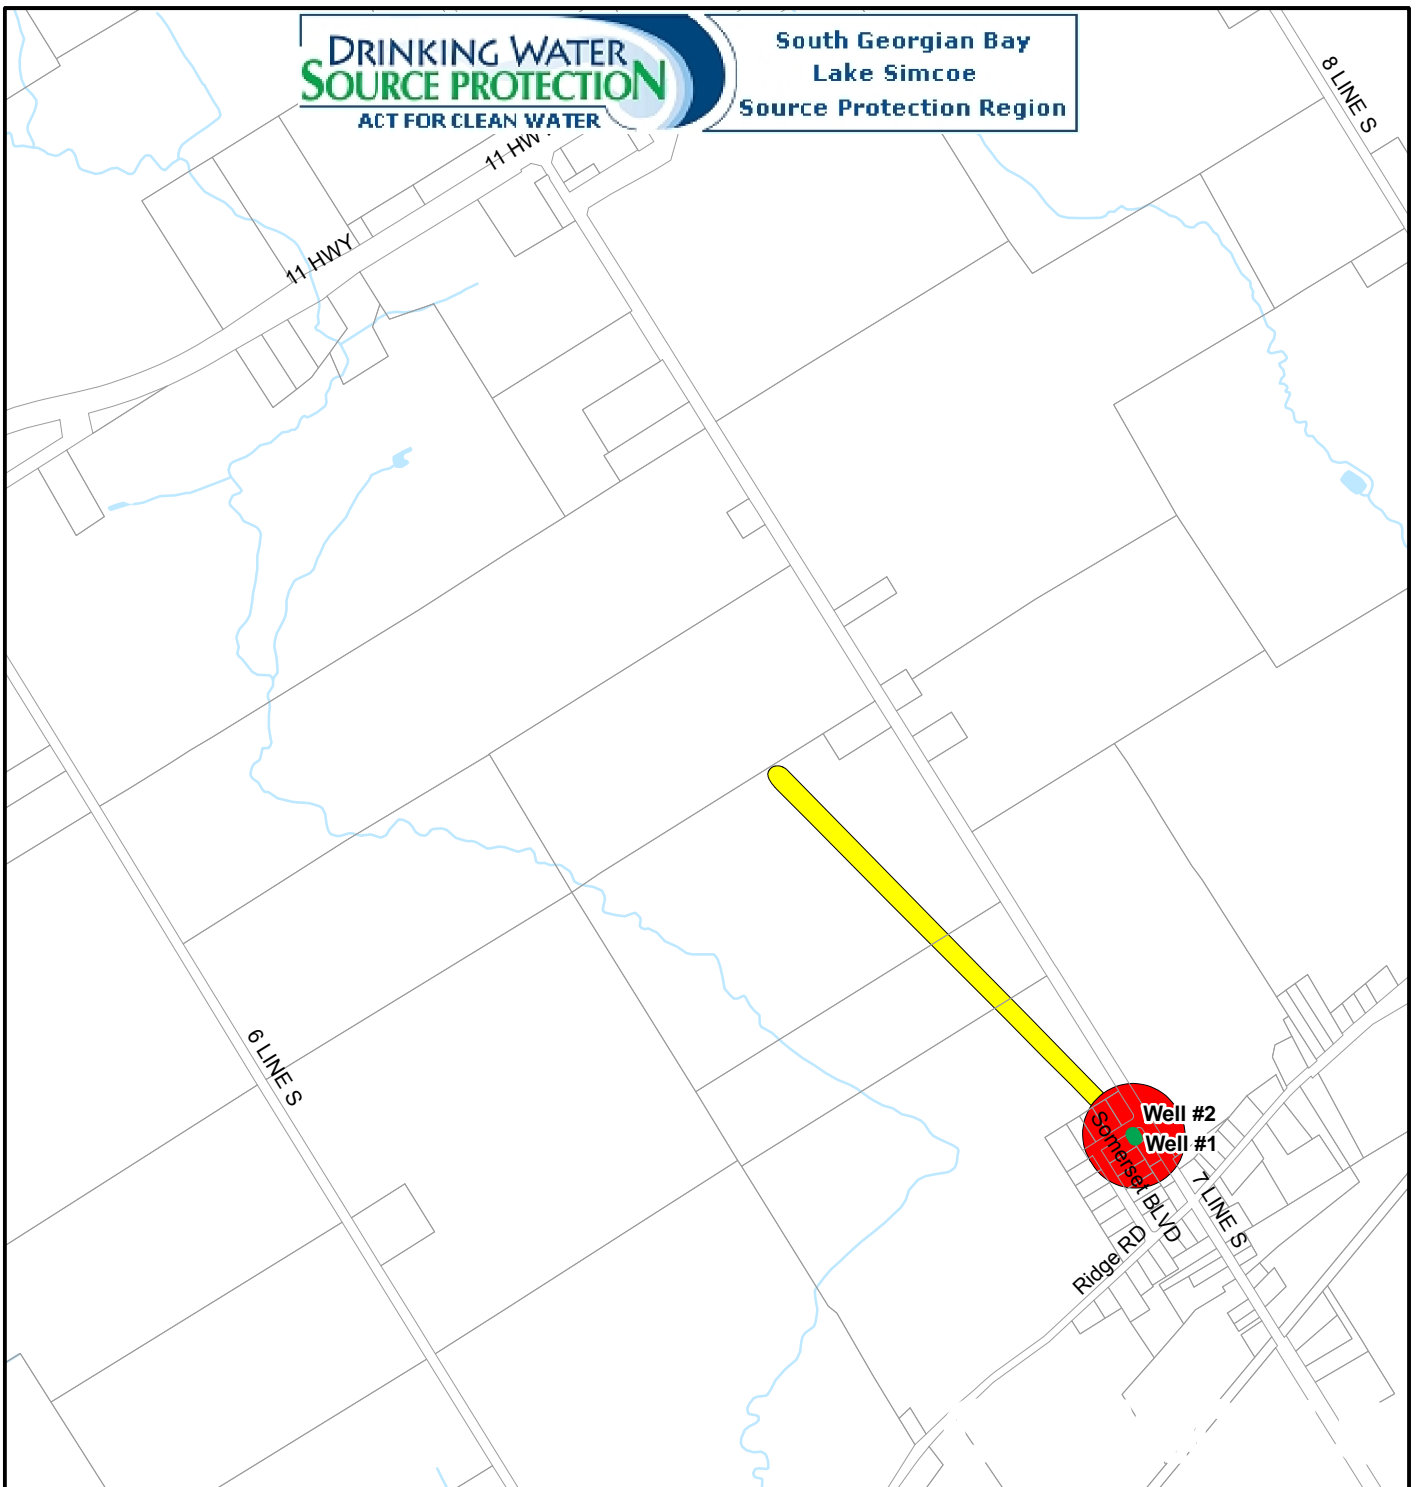 DRINKING WATER
SOURCE PROTECTION
ACT FOR CLEAN WATER
South Georgian Bay
Lake Simcoe
Source Protection Region
8 LINE S
11 HWY
11 HWY
6 LINE S
Well #2
Well #1
Somerset BLVD
7 LINE S
Ridge RD